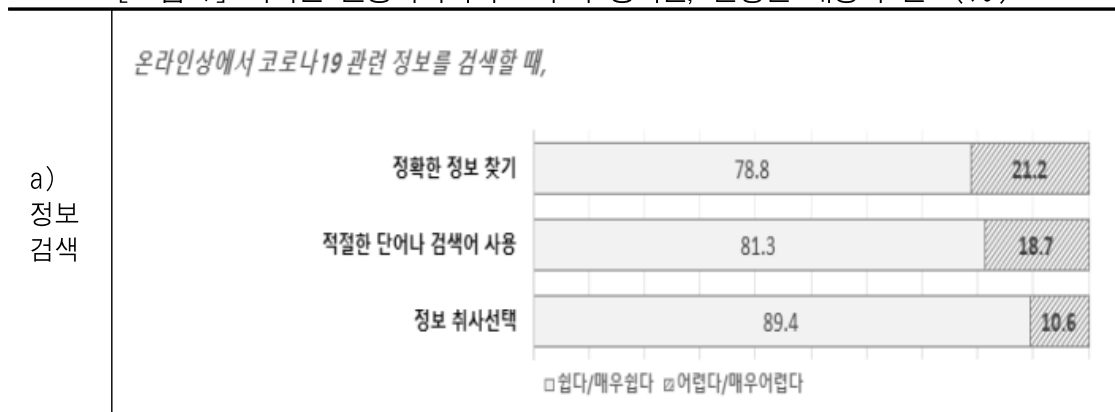 온라인상에서 코로나19 관련 정보를 검색할 때,
a)
정보
검색
정확한 정보 찾기 78.8 21.2
적절한 단어나 검색어 사용 81.3 18.7
정보 취사선택 89.4 10.6
쉽다/매우쉽다 어렵다/매우어렵다